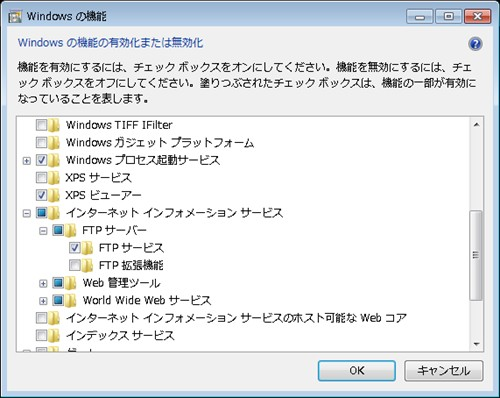 Windows の機能
Windows の機能の有効化または無効化
機能を有効にするには、チェック ボックスをオンにしてください。機能を無効にするには、チェ
ック ボックスをオフにしてください。塗りつぶされたチェック ボックスは、機能の一部が有効に
なっていることを表します。
Windows TIFF IFilter
Windows ガジェット プラットフォーム
Windows プロセス起動サービス
XPS サービス
XPS ビューアー
インターネット インフォメーション サービス
FTP サーバー
FTP サービス
FTP 拡張機能
Web 管理ツール
World Wide Web サービス
インターネット インフォメーション サービスのホスト可能な Web コア
インデックス サービス
OK
キャンセル